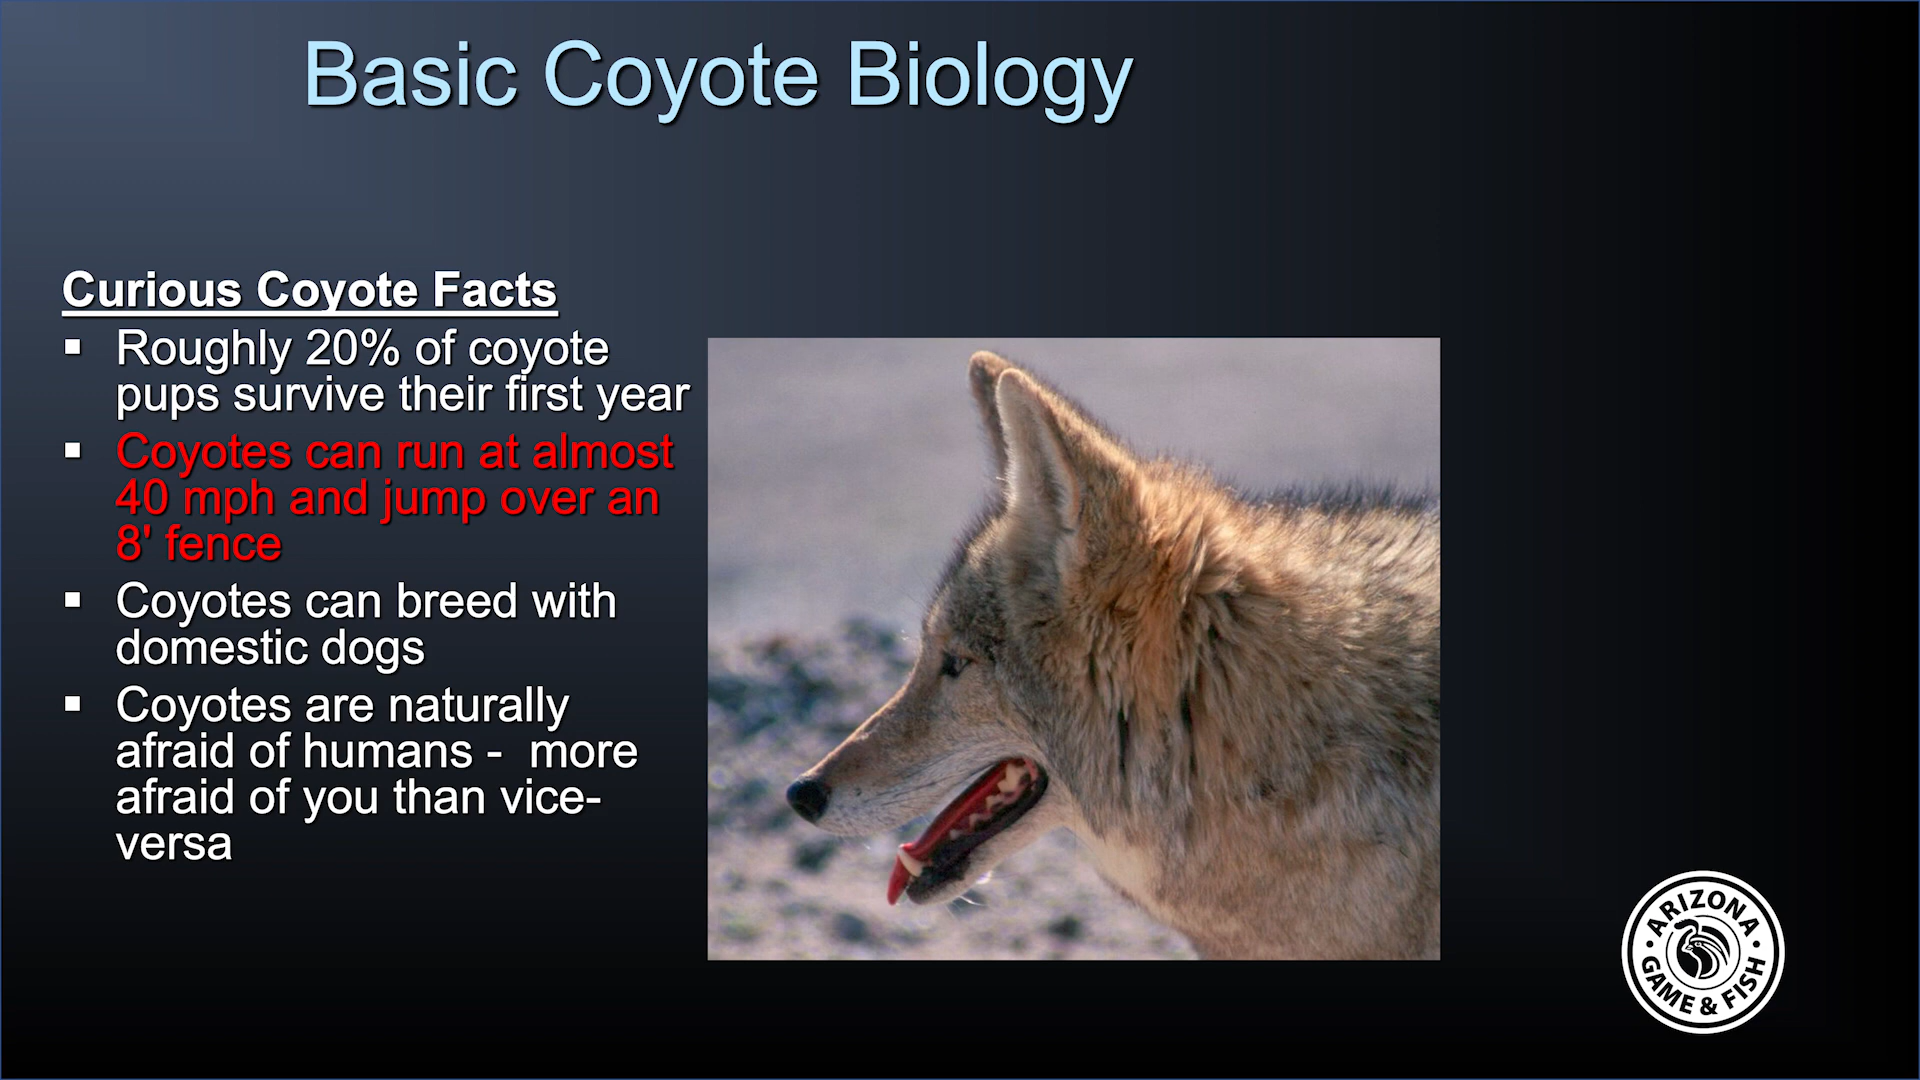 Basic Coyote Biology
Curious Coyote Facts
▪ Roughly 20% of coyote
pups survive their first year
▪ Coyotes can run at almost
40 mph and jump over an
8' fence
▪ Coyotes can breed with
domestic dogs
▪ Coyotes are naturally
afraid of humans -  more
afraid of you than vice-
versa
ARIZONA
GAME & FISH